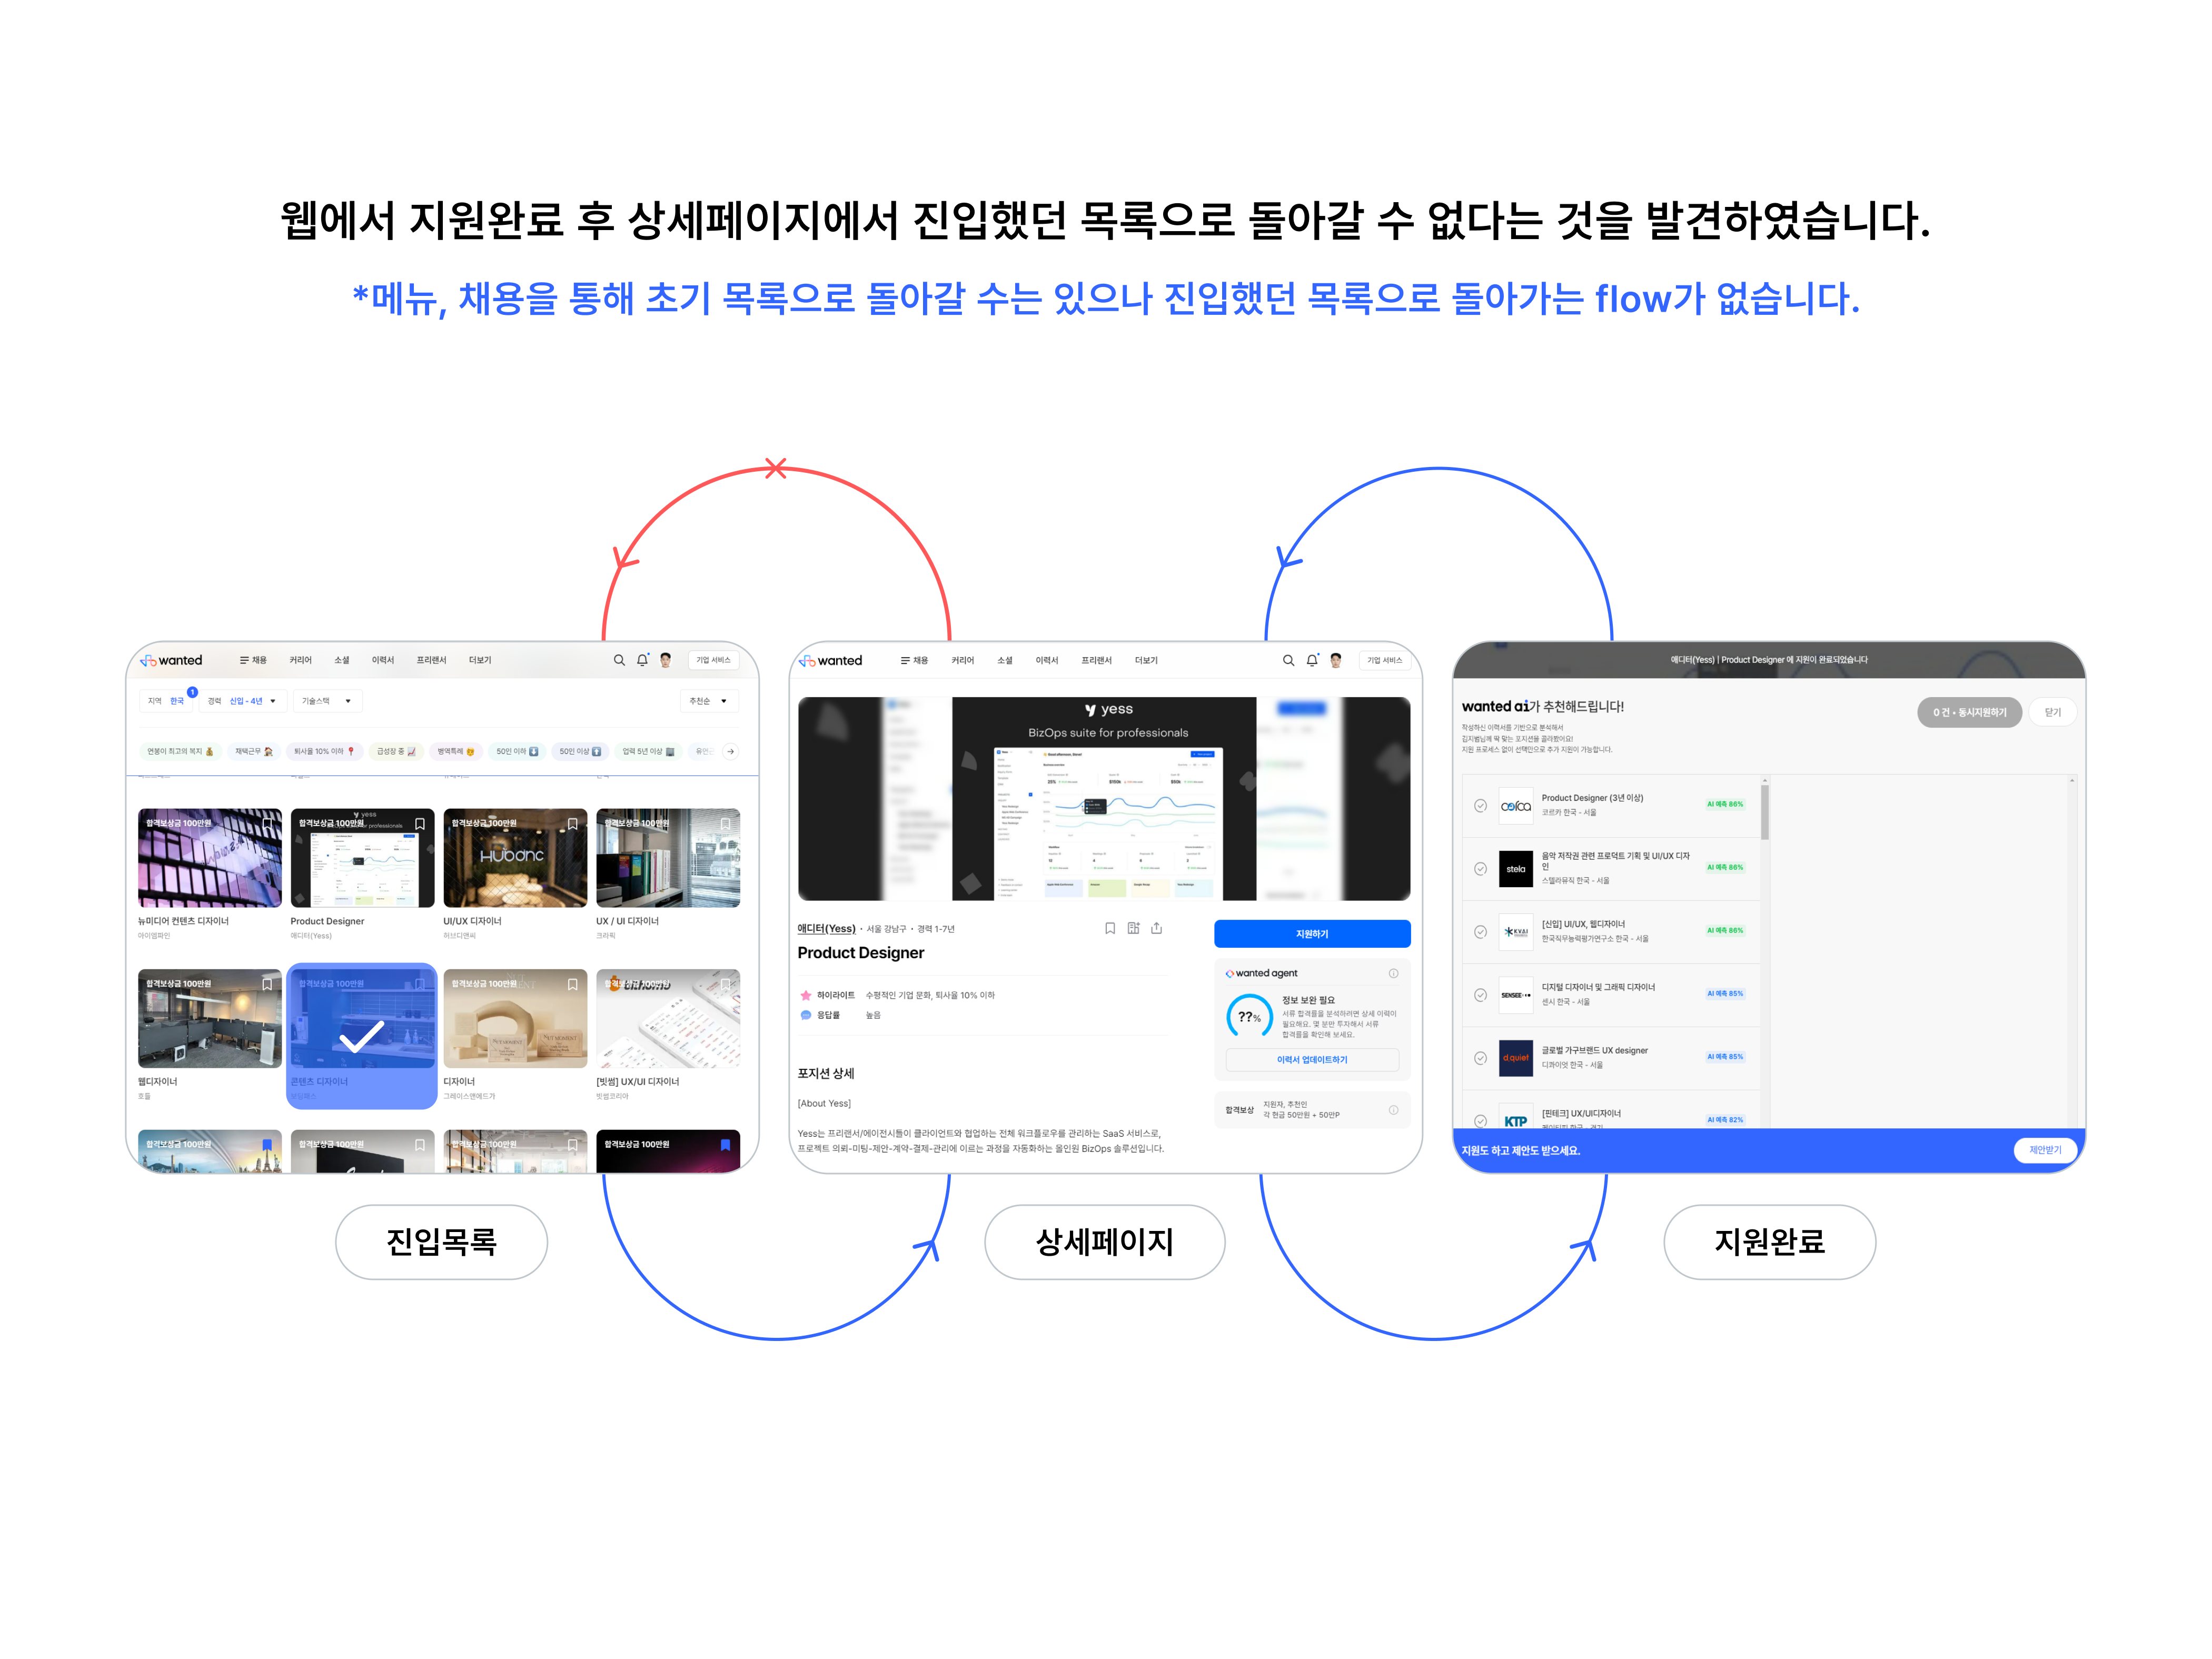 웹에서 지원완료 후 상세페이지에서 진입했던 목록으로 돌아갈 수 없다는 것을 발견하였습니다.
*메뉴, 채용을 통해 초기 목록으로 돌아갈 수는 있으나 진입했던 목록으로 돌아가는 flow가 없습니다.
wanted 채용 커리어 소셜 이력서 프리랜서 더보기 기업 서비스
지역 한국 1 경력 신입 - 4년 기술스택 추천순
연봉이 최고의 복지 재택근무 퇴사율 10% 이하 급성장 중 병역특례 50인 이하 50인 이상 업력 5년 이상
합격보상금 100만원 합격보상금 100만원 합격보상금 100만원 합격보상금 100만원
HUBDNC
뉴미디어 컨텐츠 디자이너 Product Designer UI/UX 디자이너 UX / UI 디자이너
아이엠파인 애디터(Yess) 허브디앤씨 크라픽
합격보상금 100만원 합격보상금 100만원 합격보상금 100만원 합격보상금 100만원
웹디자이너 콘텐츠 디자이너 디자이너 [빗썸] UX/UI 디자이너
호들 그레이스앤에드가 빗썸코리아
합격보상금 100만원 합격보상금 100만원 합격보상금 100만원 합격보상금 100만원
진입목록
wanted 채용 커리어 소셜 이력서 프리랜서 더보기 기업 서비스
yess
BizOps suite for professionals
애디터(Yess) · 서울 강남구 · 경력 1-7년
Product Designer
하이라이트 수평적인 기업 문화, 퇴사율 10% 이하
응답률 높음
포지션 상세
[About Yess]
Yess는 프리랜서/에이전시들이 클라이언트와 협업하는 전체 워크플로우를 관리하는 SaaS 서비스로,
프로젝트 의뢰-미팅-제안-계약-결제-관리에 이르는 과정을 자동화하는 올인원 BizOps 솔루션입니다.
지원하기
wanted agent
??%
정보 보완 필요
서류 합격률을 분석하려면 상세 이력이
필요해요. 몇 분만 투자해서 서류
합격률을 확인해 보세요.
이력서 업데이트하기
합격보상
지원자, 추천인
각 현금 50만원 + 50만P
상세페이지
애디터(Yess) | Product Designer 에 지원이 완료되었습니다
wanted ai가 추천해드립니다!
작성하신 이력서를 기반으로 분석해서
김지범님께 딱 맞는 포지션을 골라봤어요!
지원 프로세스 없이 선택만으로 추가 지원이 가능합니다.
0 건 • 동시지원하기 닫기
Product Designer (3년 이상)
코르카 한국 - 서울
AI 예측 86%
stela
음악 저작권 관련 프로덕트 기획 및 UI/UX 디자
인
스텔라뮤직 한국 - 서울
AI 예측 86%
KVAI
[신입] UI/UX, 웹디자이너
한국직무능력평가연구소 한국 - 서울
AI 예측 86%
SENSEE
디지털 디자이너 및 그래픽 디자이너
센시 한국 - 서울
AI 예측 85%
d.quiet
글로벌 가구브랜드 UX designer
디콰이엇 한국 - 서울
AI 예측 85%
KTP
[핀테크] UX/UI디자이너
AI 예측 82%
지원도 하고 제안도 받으세요. 제안받기
지원완료